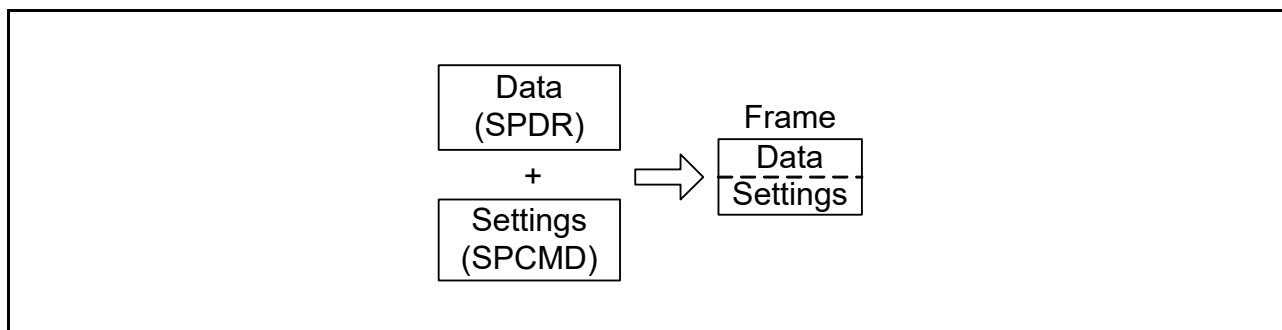 Data
(SPDR)
+
Settings
(SPCMD)
Frame
Data
Settings